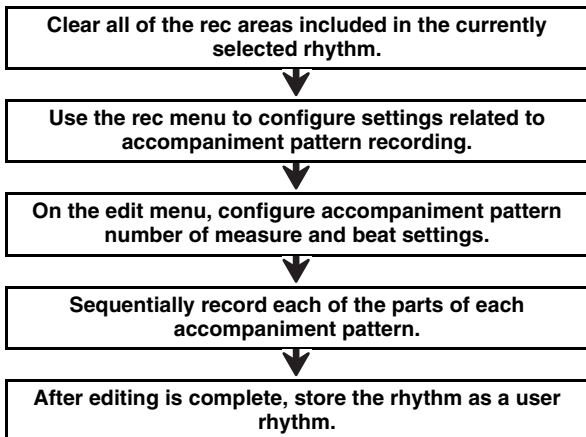 Clear all of the rec areas included in the currently
selected rhythm.
Use the rec menu to configure settings related to
accompaniment pattern recording.
On the edit menu, configure accompaniment pattern
number of measure and beat settings.
Sequentially record each of the parts of each
accompaniment pattern.
After editing is complete, store the rhythm as a user
rhythm.